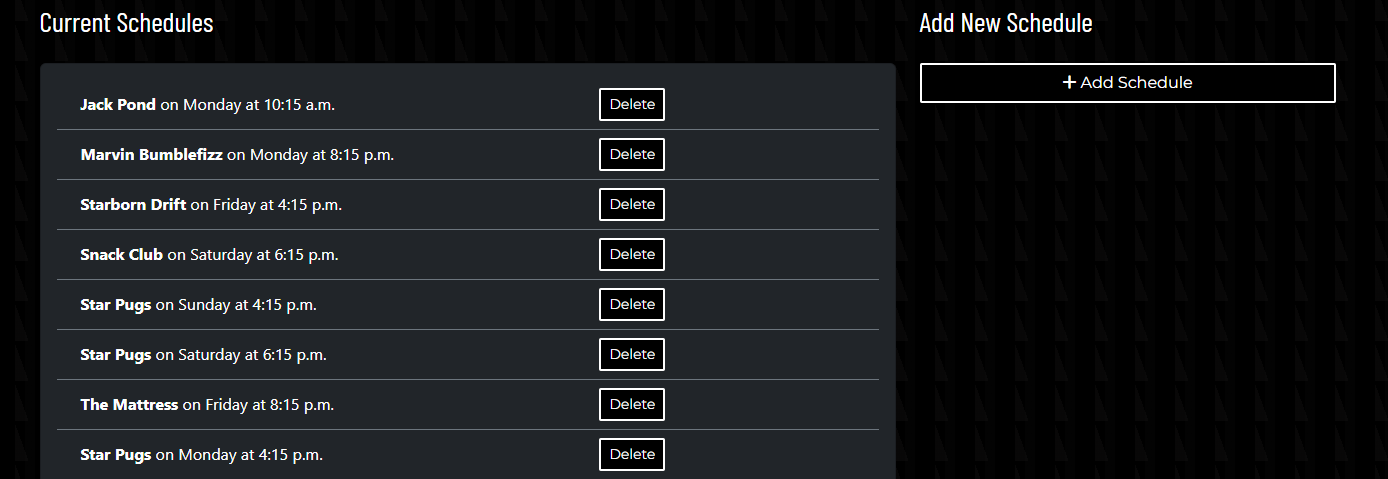 Current Schedules
Jack Pond on Monday at 10:15 a.m. Delete
Marvin Bumblefizz on Monday at 8:15 p.m. Delete
Starborn Drift on Friday at 4:15 p.m. Delete
Snack Club on Saturday at 6:15 p.m. Delete
Star Pugs on Sunday at 4:15 p.m. Delete
Star Pugs on Saturday at 6:15 p.m. Delete
The Mattress on Friday at 8:15 p.m. Delete
Star Pugs on Monday at 4:15 p.m. Delete
Add New Schedule
+ Add Schedule